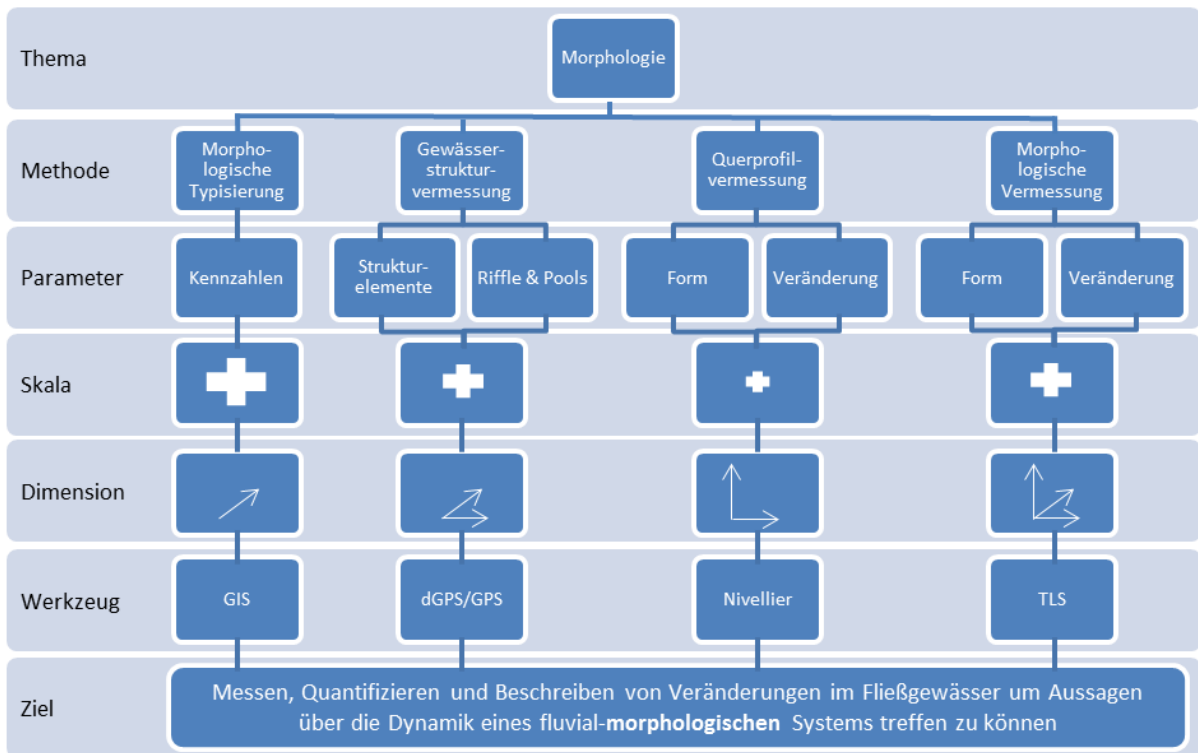 Thema
Morphologie
Methode
Morpho-
logische
Typisierung
Gewässer-
struktur-
vermessung
Querprofil-
vermessung
Morpho-
logische
Vermessung
Parameter
Kennzahlen
Struktur-
elemente
Riffle & Pools
Form
Veränderung
Form
Veränderung
Skala
Dimension
Werkzeug
GIS
dGPS/GPS
Nivellier
TLS
Ziel
Messen, Quantifizieren und Beschreiben von Veränderungen im Fließgewässer um Aussagen
über die Dynamik eines fluvial-morphologischen Systems treffen zu können